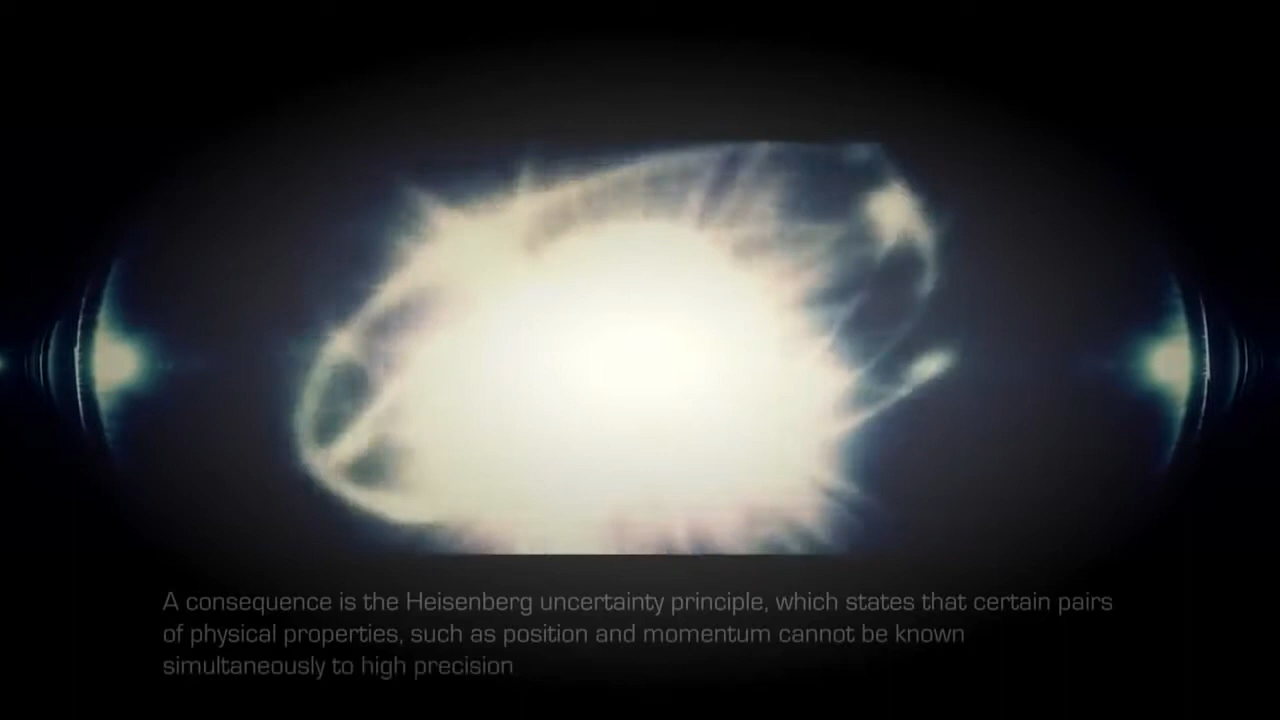 A consequence is the Heisenberg uncertainty principle, which states that certain pairs
of physical properties, such as position and momentum cannot be known
simultaneously to high precision